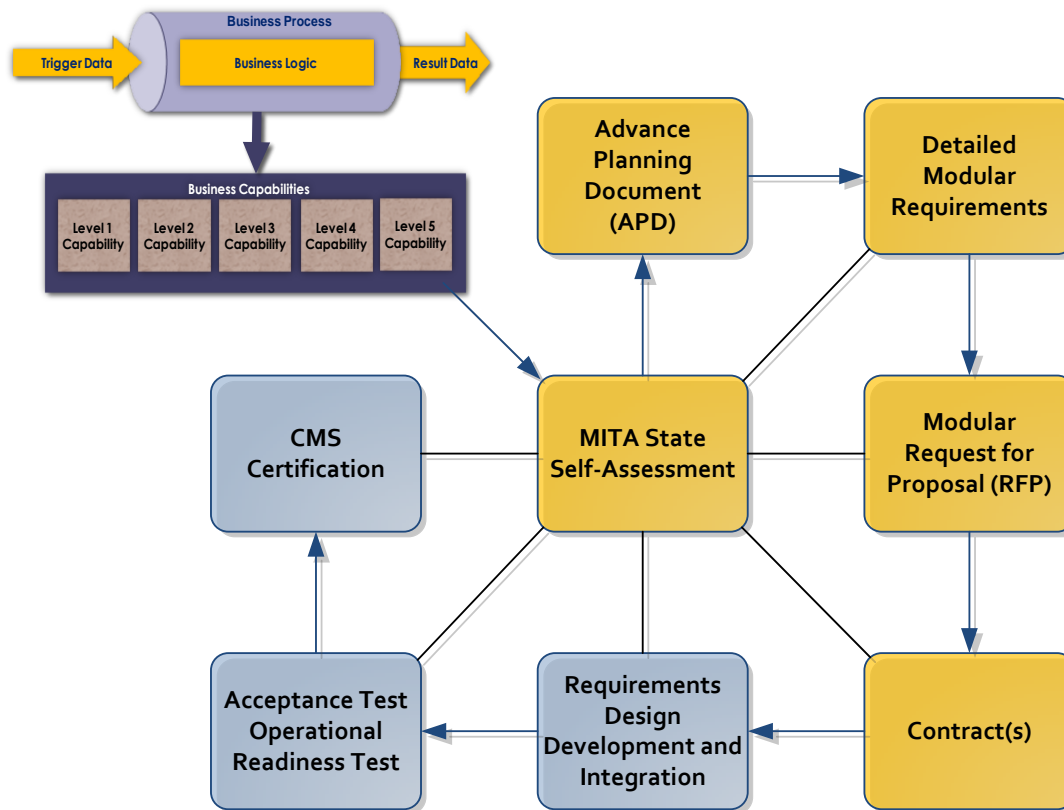 Business Process
Trigger Data
Business Logic
Result Data
Business Capabilities
Level 1
Capability
Level 2
Capability
Level 3
Capability
Level 4
Capability
Level 5
Capability
Advance
Planning
Document
(APD)
Detailed
Modular
Requirements
CMS
Certification
MITA State
Self-Assessment
Modular
Request for
Proposal (RFP)
Acceptance Test
Operational
Readiness Test
Requirements
Design
Development and
Integration
Contract(s)